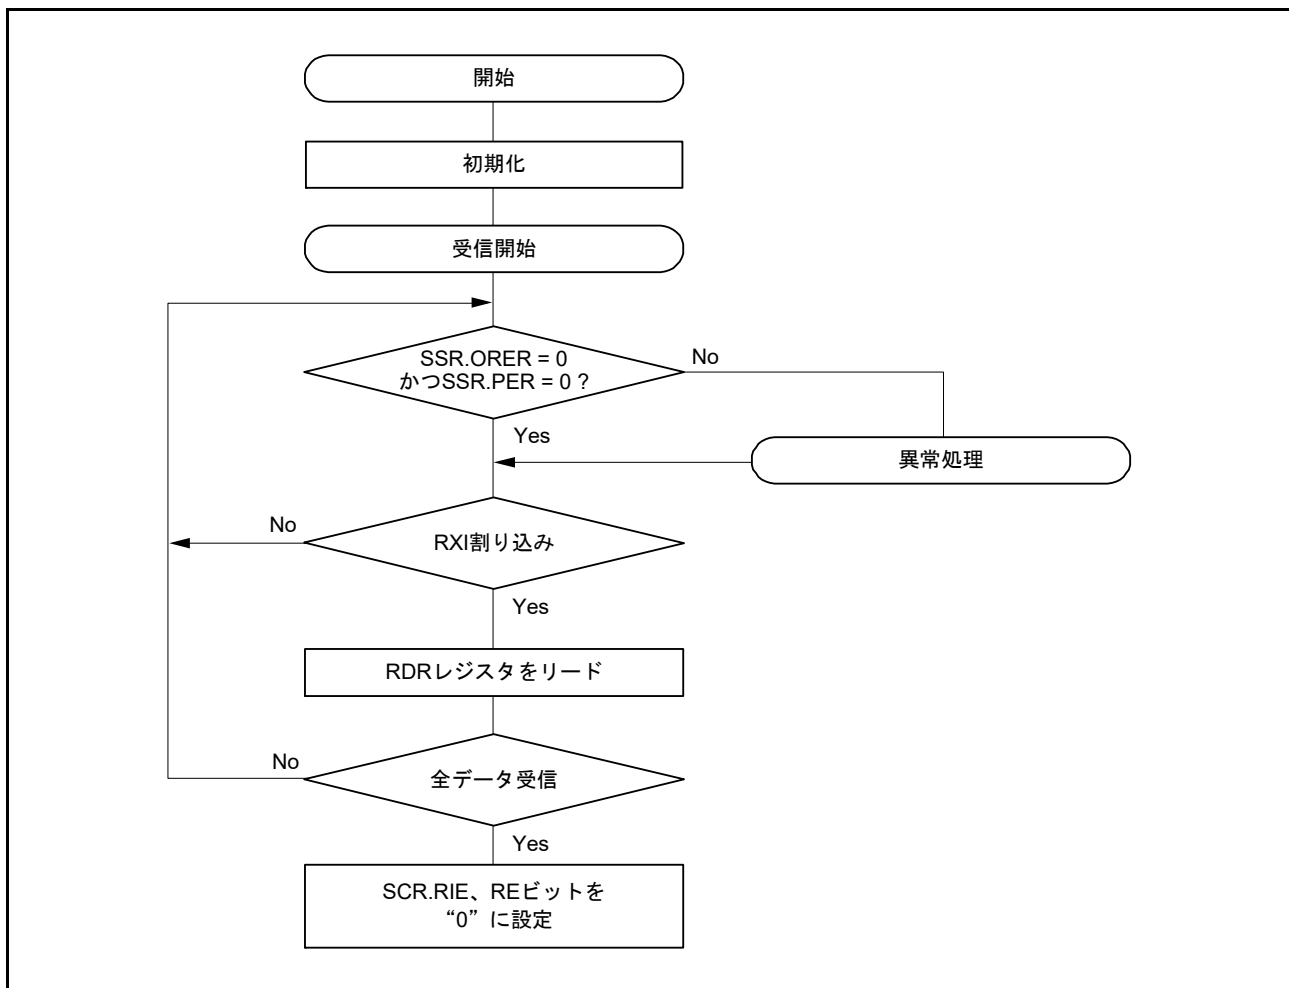 開始
初期化
受信開始
SSR.ORER = 0
かつSSR.PER = 0 ?
No
Yes
異常処理
No
RXI割り込み
Yes
RDRレジスタをリード
No
全データ受信
Yes
SCR.RIE、REビットを
“0”に設定